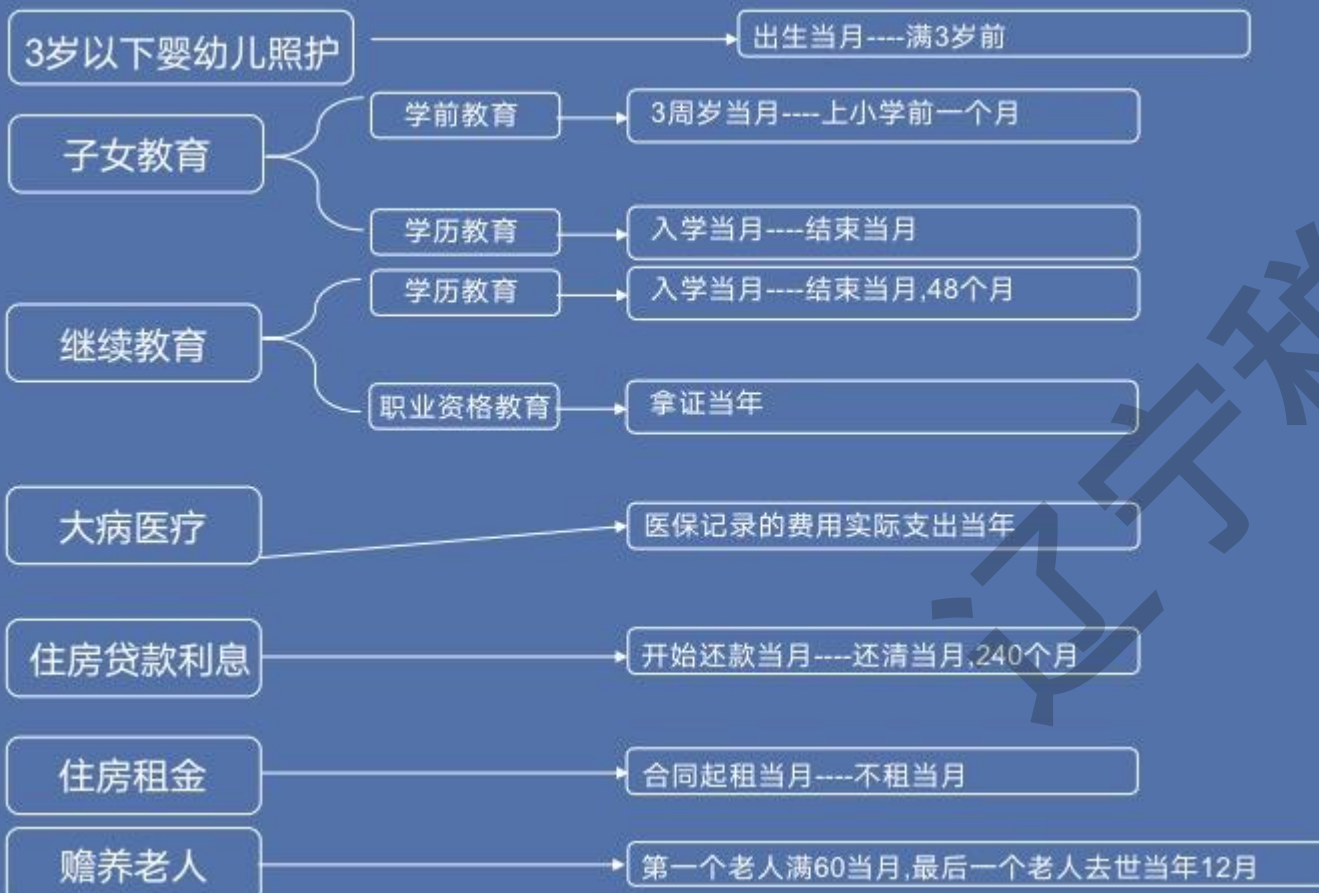 3岁以下婴幼儿照护
出生当月----满3岁前
子女教育
学前教育
3周岁当月----上小学前一个月
学历教育
入学当月----结束当月
继续教育
学历教育
入学当月----结束当月,48个月
职业资格教育
拿证当年
大病医疗
医保记录的费用实际支出当年
住房贷款利息
开始还款当月----还清当月,240个月
住房租金
合同起租当月----不租当月
赡养老人
第一个老人满60当月,最后一个老人去世当年12月
辽宁税